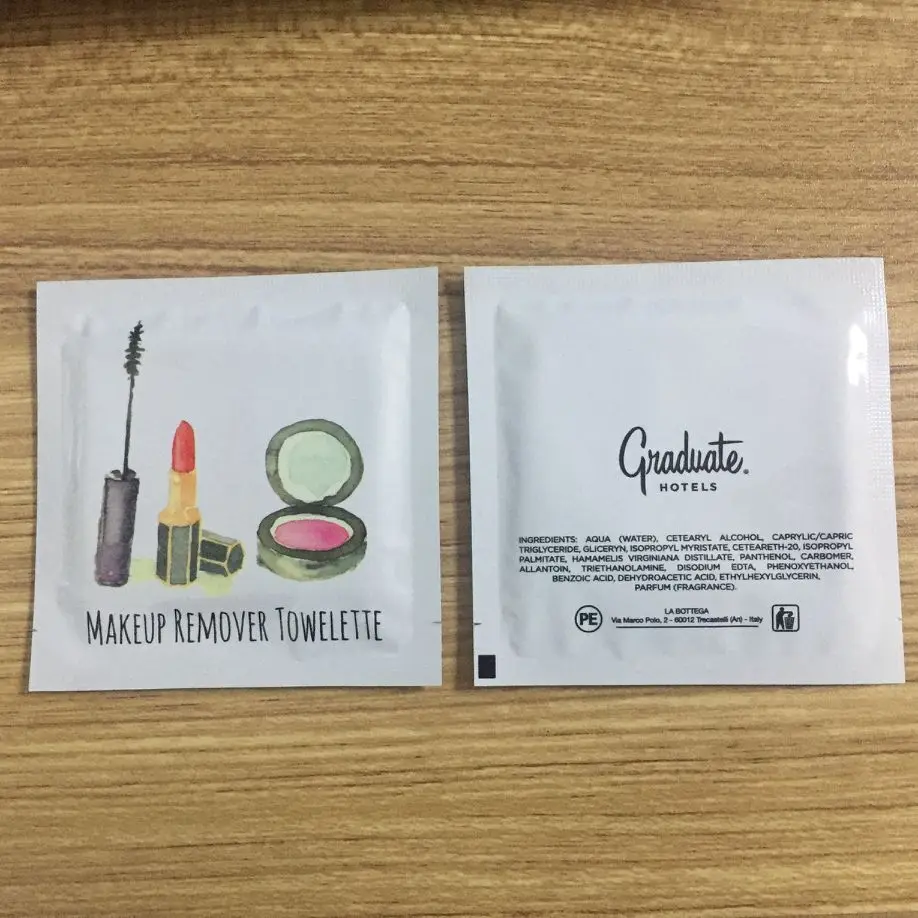 MAKEUP REMOVER TOWELETTE
Graduate®
HOTELS
INGREDIENTS: AQUA (WATER), CETEARYL ALCOHOL, CAPRYLIC/CAPRIC
TRIGLYCERIDE, GLICERYN, ISOPROPYL MYRISTATE, CETEARETH-20, ISOPROPYL
PALMITATE, HAMAMELIS VIRGINIANA DISTILLATE, PANTHENOL, CARBOMER,
ALLANTOIN, TRIETHANOLAMINE, DISODIUM EDTA, PHENOXYETHANOL,
BENZOIC ACID, DEHYDROACETIC ACID, ETHYLHEXYLGLYCERIN,
PARFUM (FRAGRANCE).
PE
LA BOTTEGA
Via Marco Polo, 2 - 60012 Trecastelli (An) - Italy